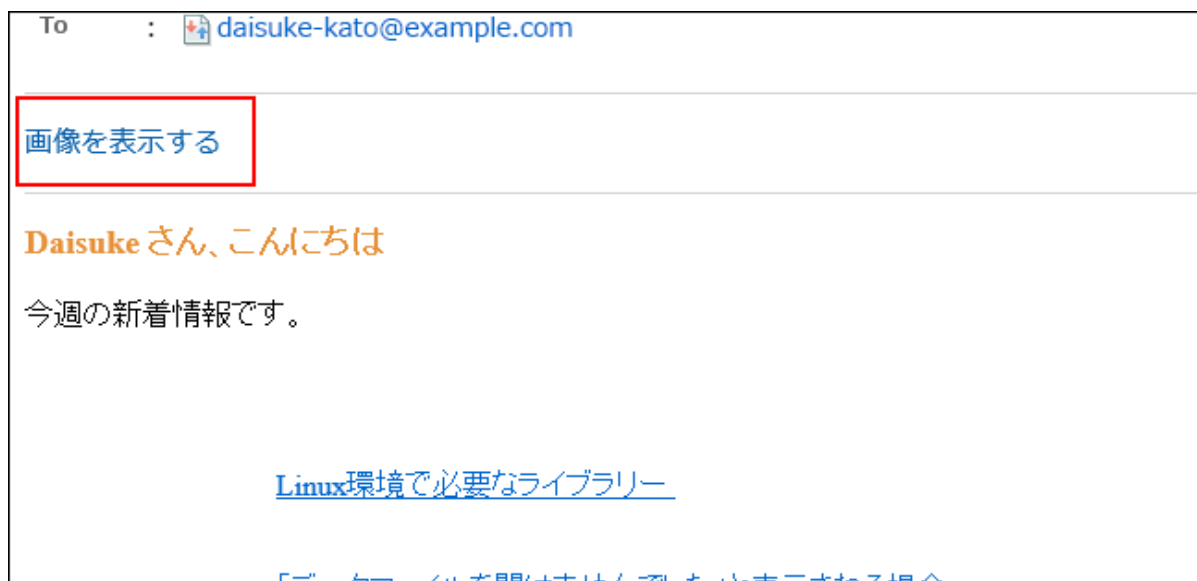 To : daisuke-kato@example.com
画像を表示する
Daisuke さん、こんにちは
今週の新着情報です。
Linux環境で必要なライブラリー